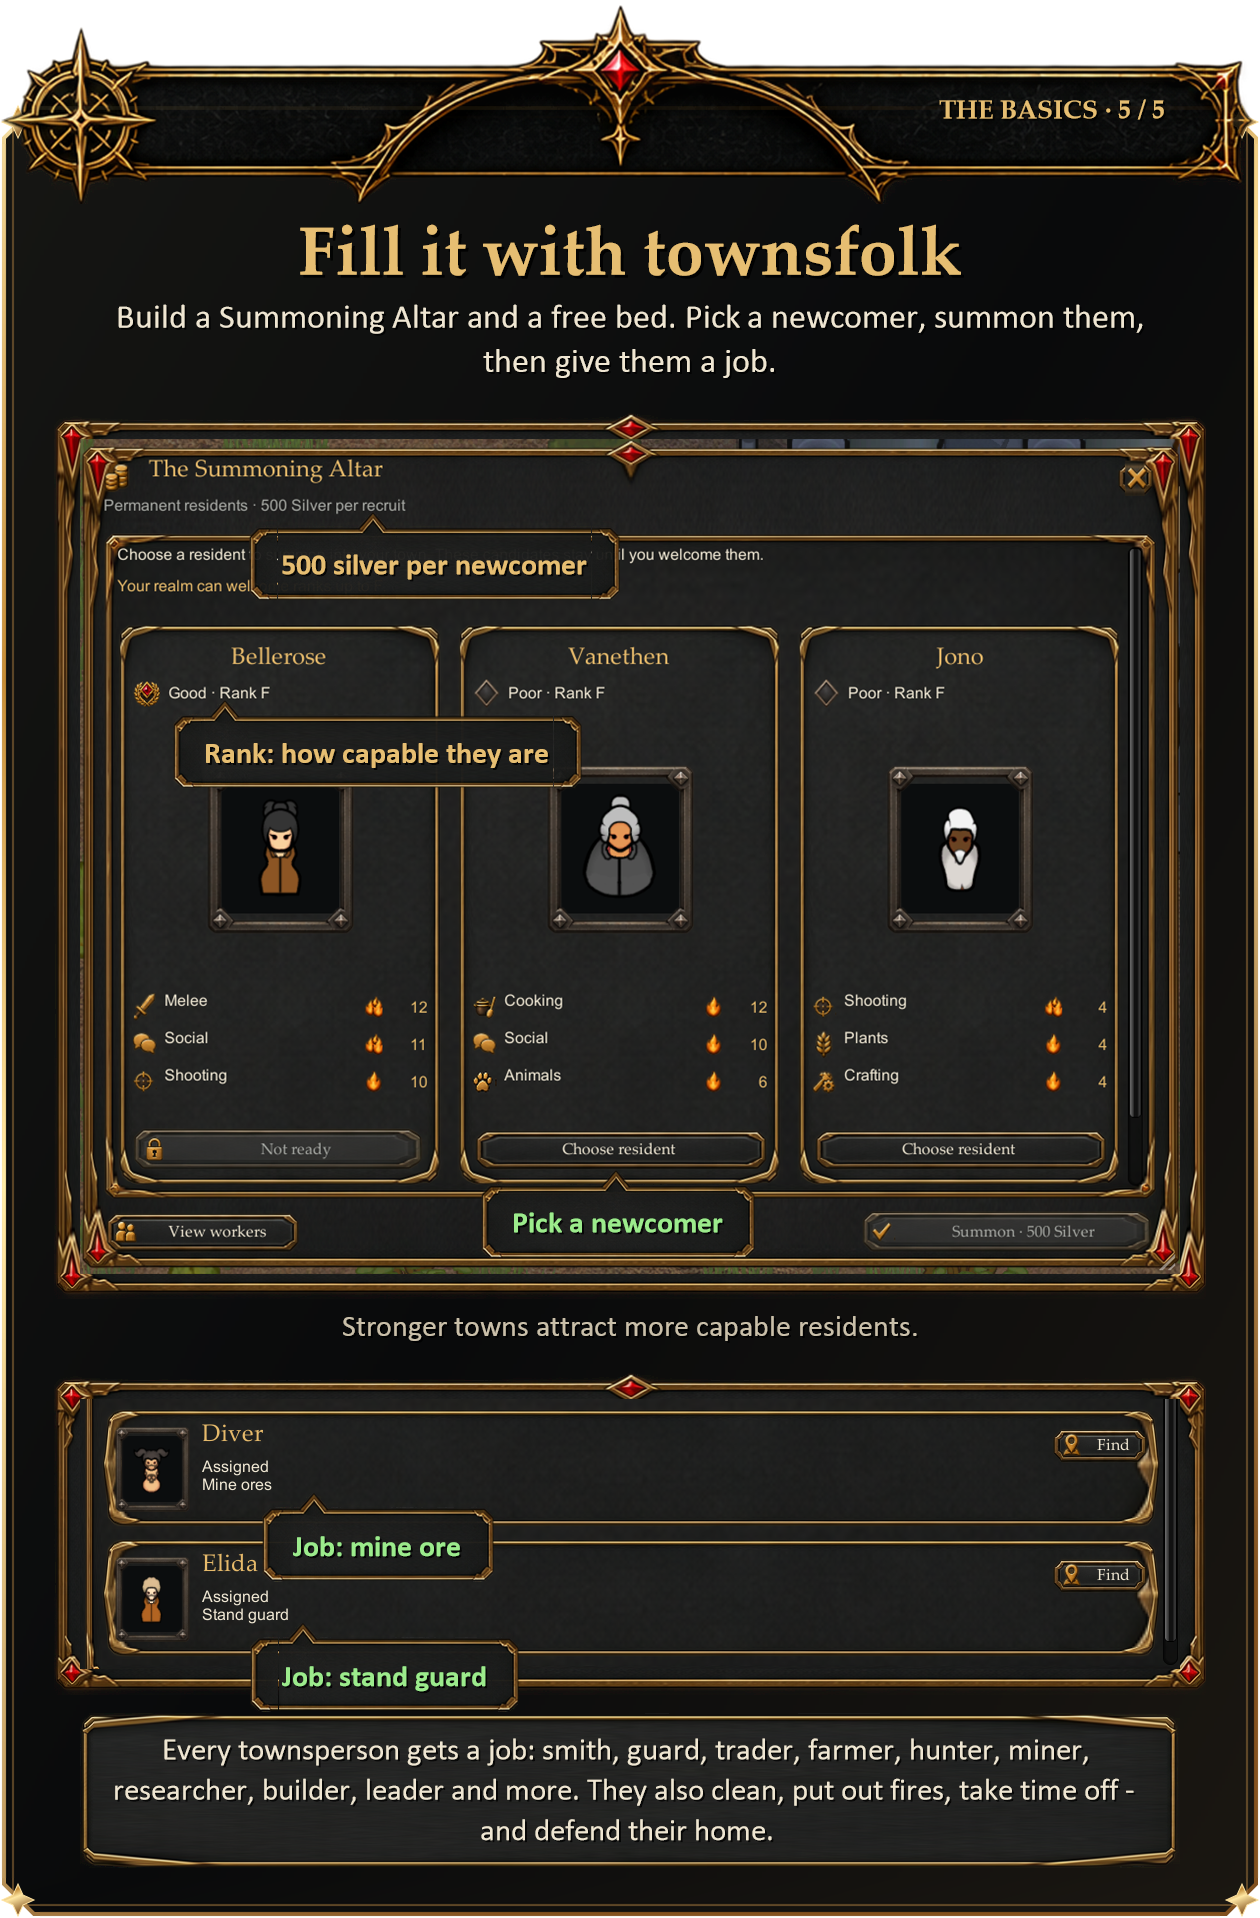 THE BASICS · 5 / 5
Fill it with townsfolk
Build a Summoning Altar and a free bed. Pick a newcomer, summon them,
then give them a job.
The Summoning Altar
Permanent residents · 500 Silver per recruit
Choose a resident
you welcome them.
500 silver per newcomer
Your realm can
Bellerose
Good · Rank F
Vanethen
Poor · Rank F
Jono
Poor · Rank F
Rank: how capable they are
Melee 12
Social 11
Shooting 10
Not ready
Cooking 12
Social 10
Animals 6
Choose resident
Shooting 4
Plants 4
Crafting 4
Choose resident
Pick a newcomer
View workers
Summon · 500 Silver
Stronger towns attract more capable residents.
Diver
Assigned
Mine ores
Find
Job: mine ore
Elida
Assigned
Stand guard
Find
Job: stand guard
Every townsperson gets a job: smith, guard, trader, farmer, hunter, miner,
researcher, builder, leader and more. They also clean, put out fires, take time off -
and defend their home.